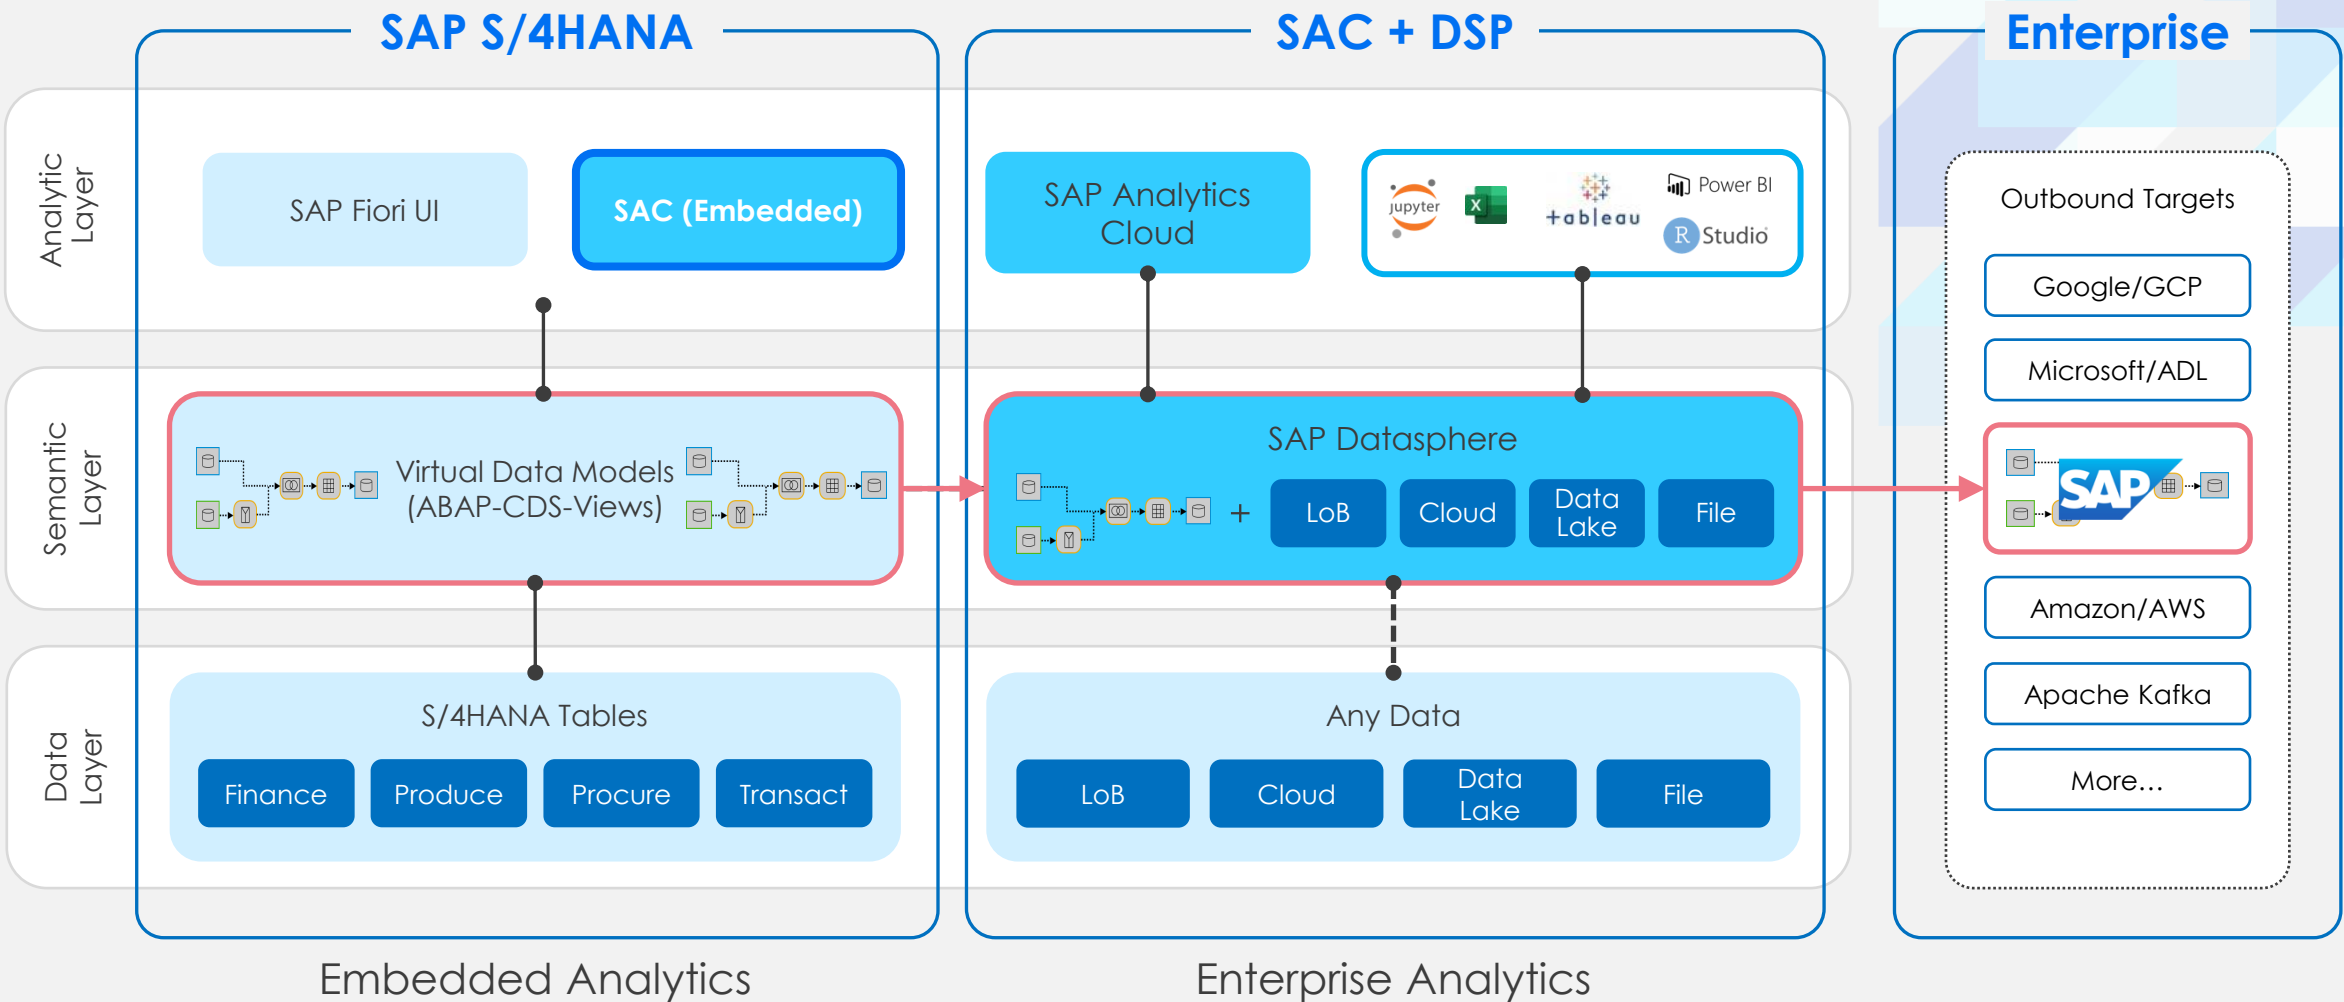 SAP S/4HANA
SAC + DSP
Enterprise
Analytic
Layer
SAP Fiori UI
SAC (Embedded)
SAP Analytics
Cloud
jupyter
X
+ableau
Power BI
R Studio
Outbound Targets
Google/GCP
Microsoft/ADL
Semantic
Layer
Virtual Data Models
(ABAP-CDS-Views)
SAP Datasphere
+
LoB
Cloud
Data
Lake
File
SAP
Amazon/AWS
Apache Kafka
More...
Data
Layer
S/4HANA Tables
Finance
Produce
Procure
Transact
Any Data
LoB
Cloud
Data
Lake
File
Embedded Analytics
Enterprise Analytics